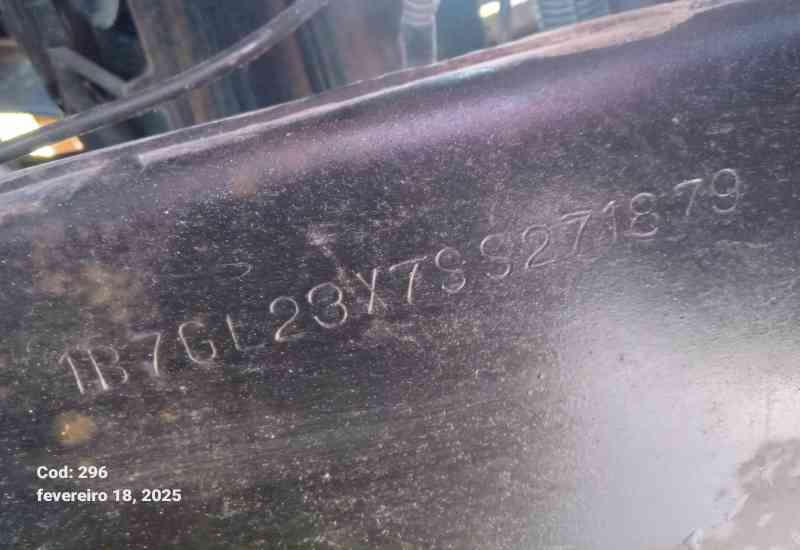 1B7GL23X7SS271879
Cod: 296
fevereiro 18, 2025